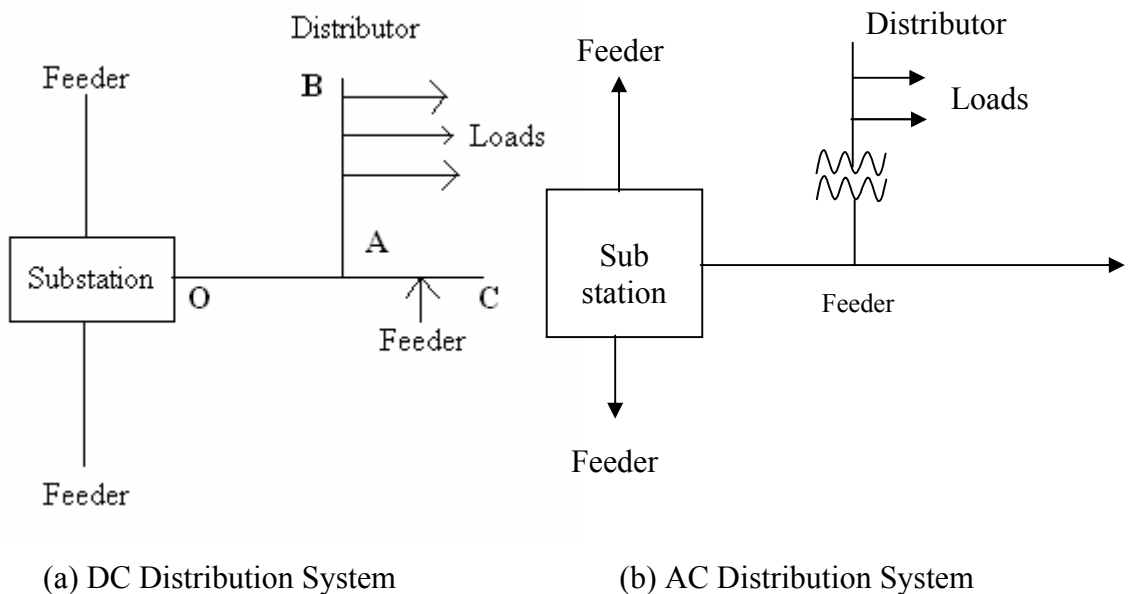 Distributor
Feeder
B
Loads
A
Substation
O
C
Feeder
Feeder
(a) DC Distribution System
Distributor
Feeder
Loads
Sub
station
Feeder
Feeder
(b) AC Distribution System